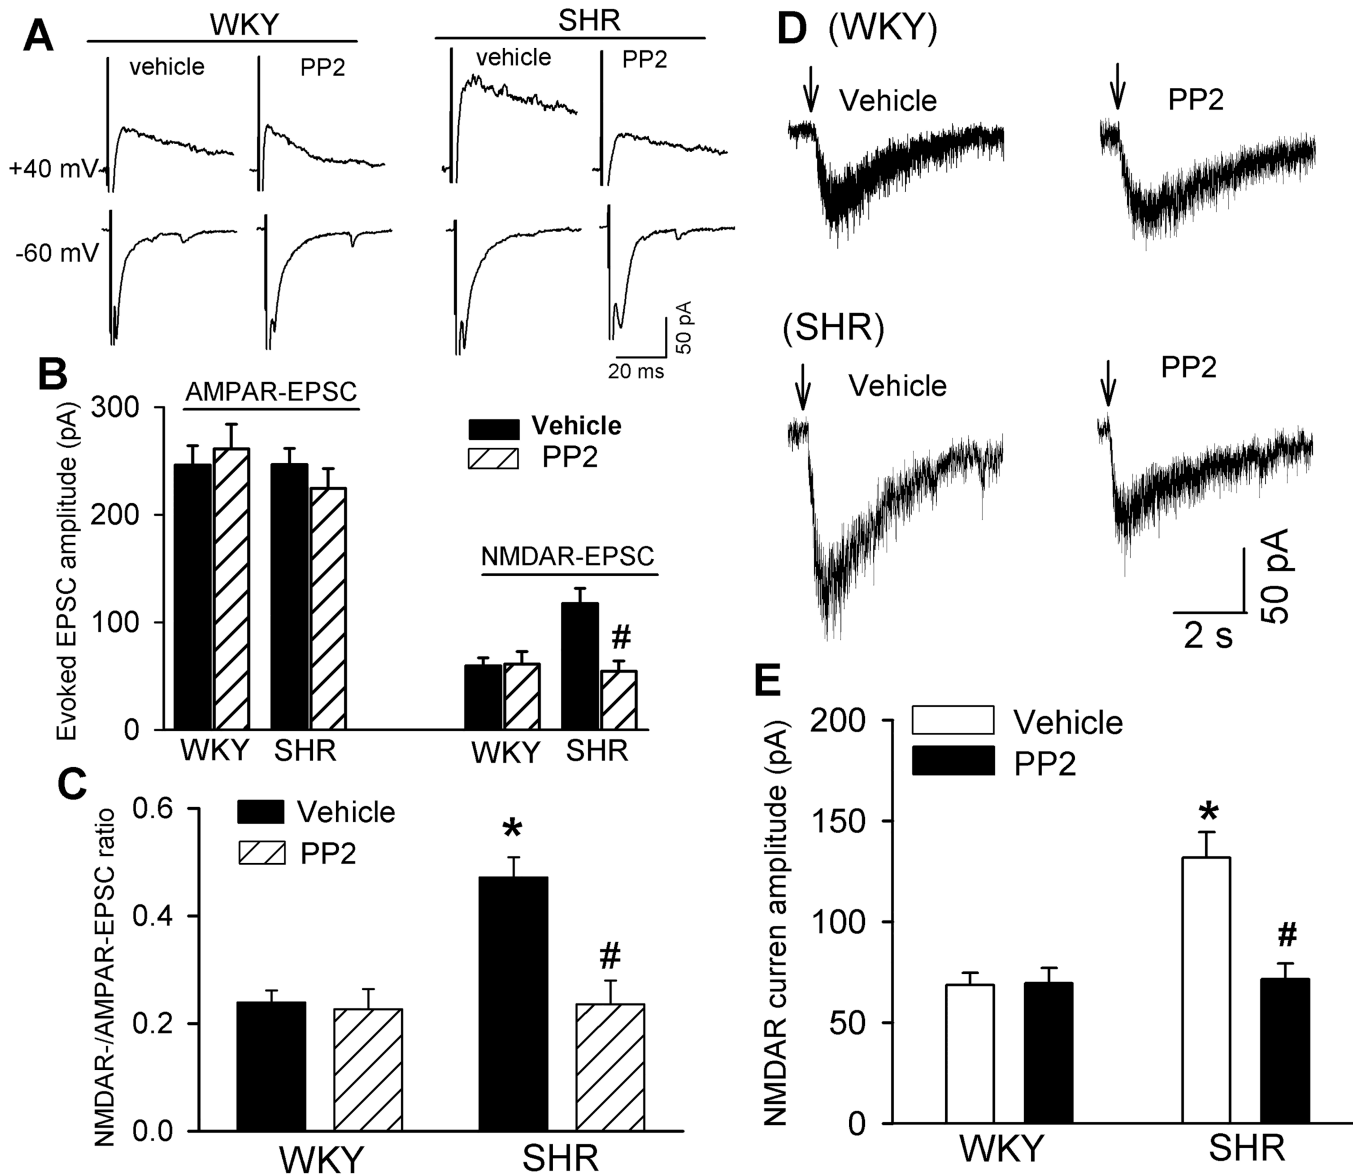 A
WKY
SHR
vehicle
PP2
vehicle
PP2
+40 mV
-60 mV
50 pA
20 ms
B
AMPAR-EPSC
Vehicle
PP2
NMDAR-EPSC
#
Evoked EPSC amplitude (pA)
300
200
100
0
WKY
SHR
WKY
SHR
C
Vehicle
PP2
*
#
NMDAR-/AMPAR-EPSC ratio
0.6
0.4
0.2
0.0
WKY
SHR
D (WKY)
Vehicle
PP2
(SHR)
Vehicle
PP2
50 pA
2 s
E
Vehicle
PP2
*
#
NMDAR curren amplitude (pA)
200
150
100
50
0
WKY
SHR